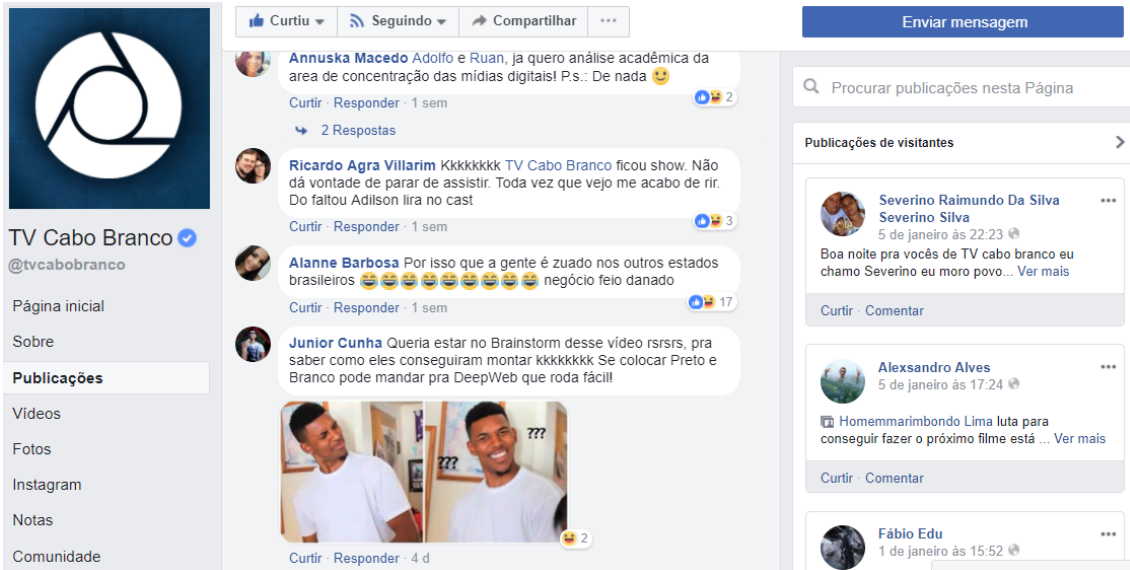 TV Cabo Branco
@tvcabobranco
Página inicial
Sobre
Publicações
Vídeos
Fotos
Instagram
Notas
Comunidade
Curtiu
Seguindo
Compartilhar
Annuska Macedo Adolfo e Ruan, ja quero análise acadêmica da
area de concentração das mídias digitais! P.s.: De nada 😉
Curtir · Responder · 1 sem
2
2 Respostas
Ricardo Agra Villarim Kkkkkkkk TV Cabo Branco ficou show. Não
dá vontade de parar de assistir. Toda vez que vejo me acabo de rir.
Do faltou Adilson lira no cast
3
Curtir · Responder · 1 sem
Alanne Barbosa Por isso que a gente é zuado nos outros estados
brasileiros 😂😂😂😂😂😂😂😂😂 negócio feio danado
17
Curtir · Responder · 1 sem
Junior Cunha Queria estar no Brainstorm desse vídeo rsrsrs, pra
saber como eles conseguiram montar kkkkkkkk Se colocar Preto e
Branco pode mandar pra DeepWeb que roda fácil!
???
???
2
Curtir · Responder · 4 d
Enviar mensagem
Procurar publicações nesta Página
Publicações de visitantes
Severino Raimundo Da Silva
Severino Silva
5 de janeiro às 22:23
Boa noite pra vocês de TV cabo branco eu
chamo Severino eu moro povo... Ver mais
Curtir · Comentar
Alexsandro Alves
5 de janeiro às 17:24
Homemmarimbondo Lima luta para
conseguir fazer o próximo filme está ... Ver mais
Curtir · Comentar
Fábio Edu
1 de janeiro às 15:52